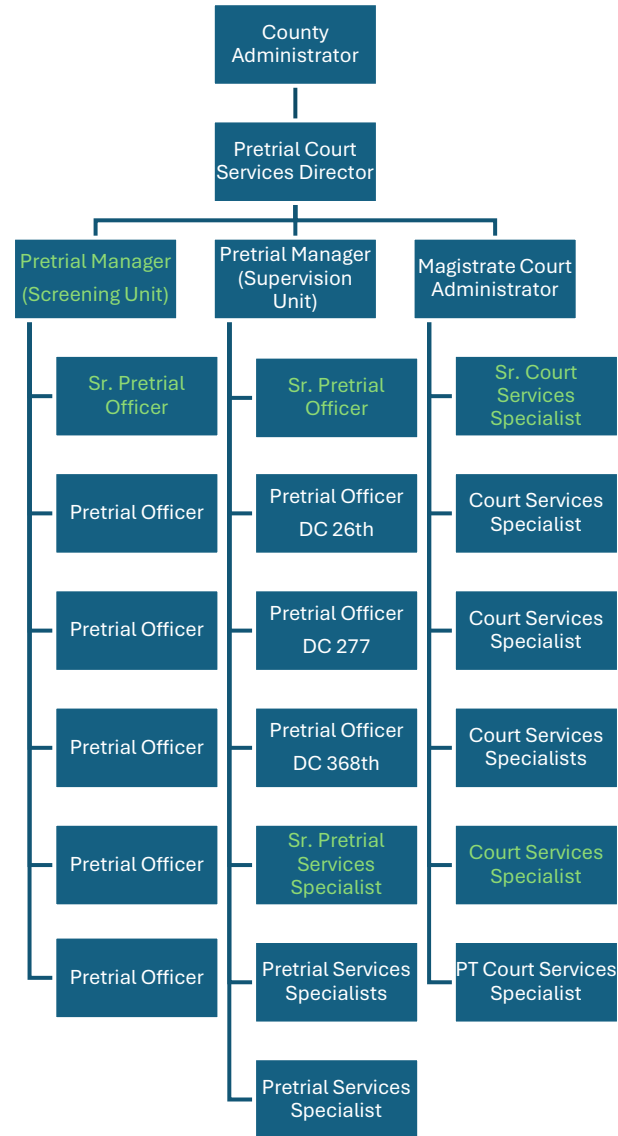 County
Administrator
Pretrial Court
Services Director
Pretrial Manager
(Screening Unit)
Sr. Pretrial
Officer
Pretrial Officer
Pretrial Officer
Pretrial Officer
Pretrial Officer
Pretrial Officer
Pretrial Manager
(Supervision
Unit)
Sr. Pretrial
Officer
Pretrial Officer
DC 26th
Pretrial Officer
DC 277
Pretrial Officer
DC 368th
Sr. Pretrial
Services
Specialist
Pretrial Services
Specialists
Pretrial Services
Specialist
Magistrate Court
Administrator
Sr. Court
Services
Specialist
Court Services
Specialist
Court Services
Specialist
Court Services
Specialists
Court Services
Specialist
PT Court Services
Specialist